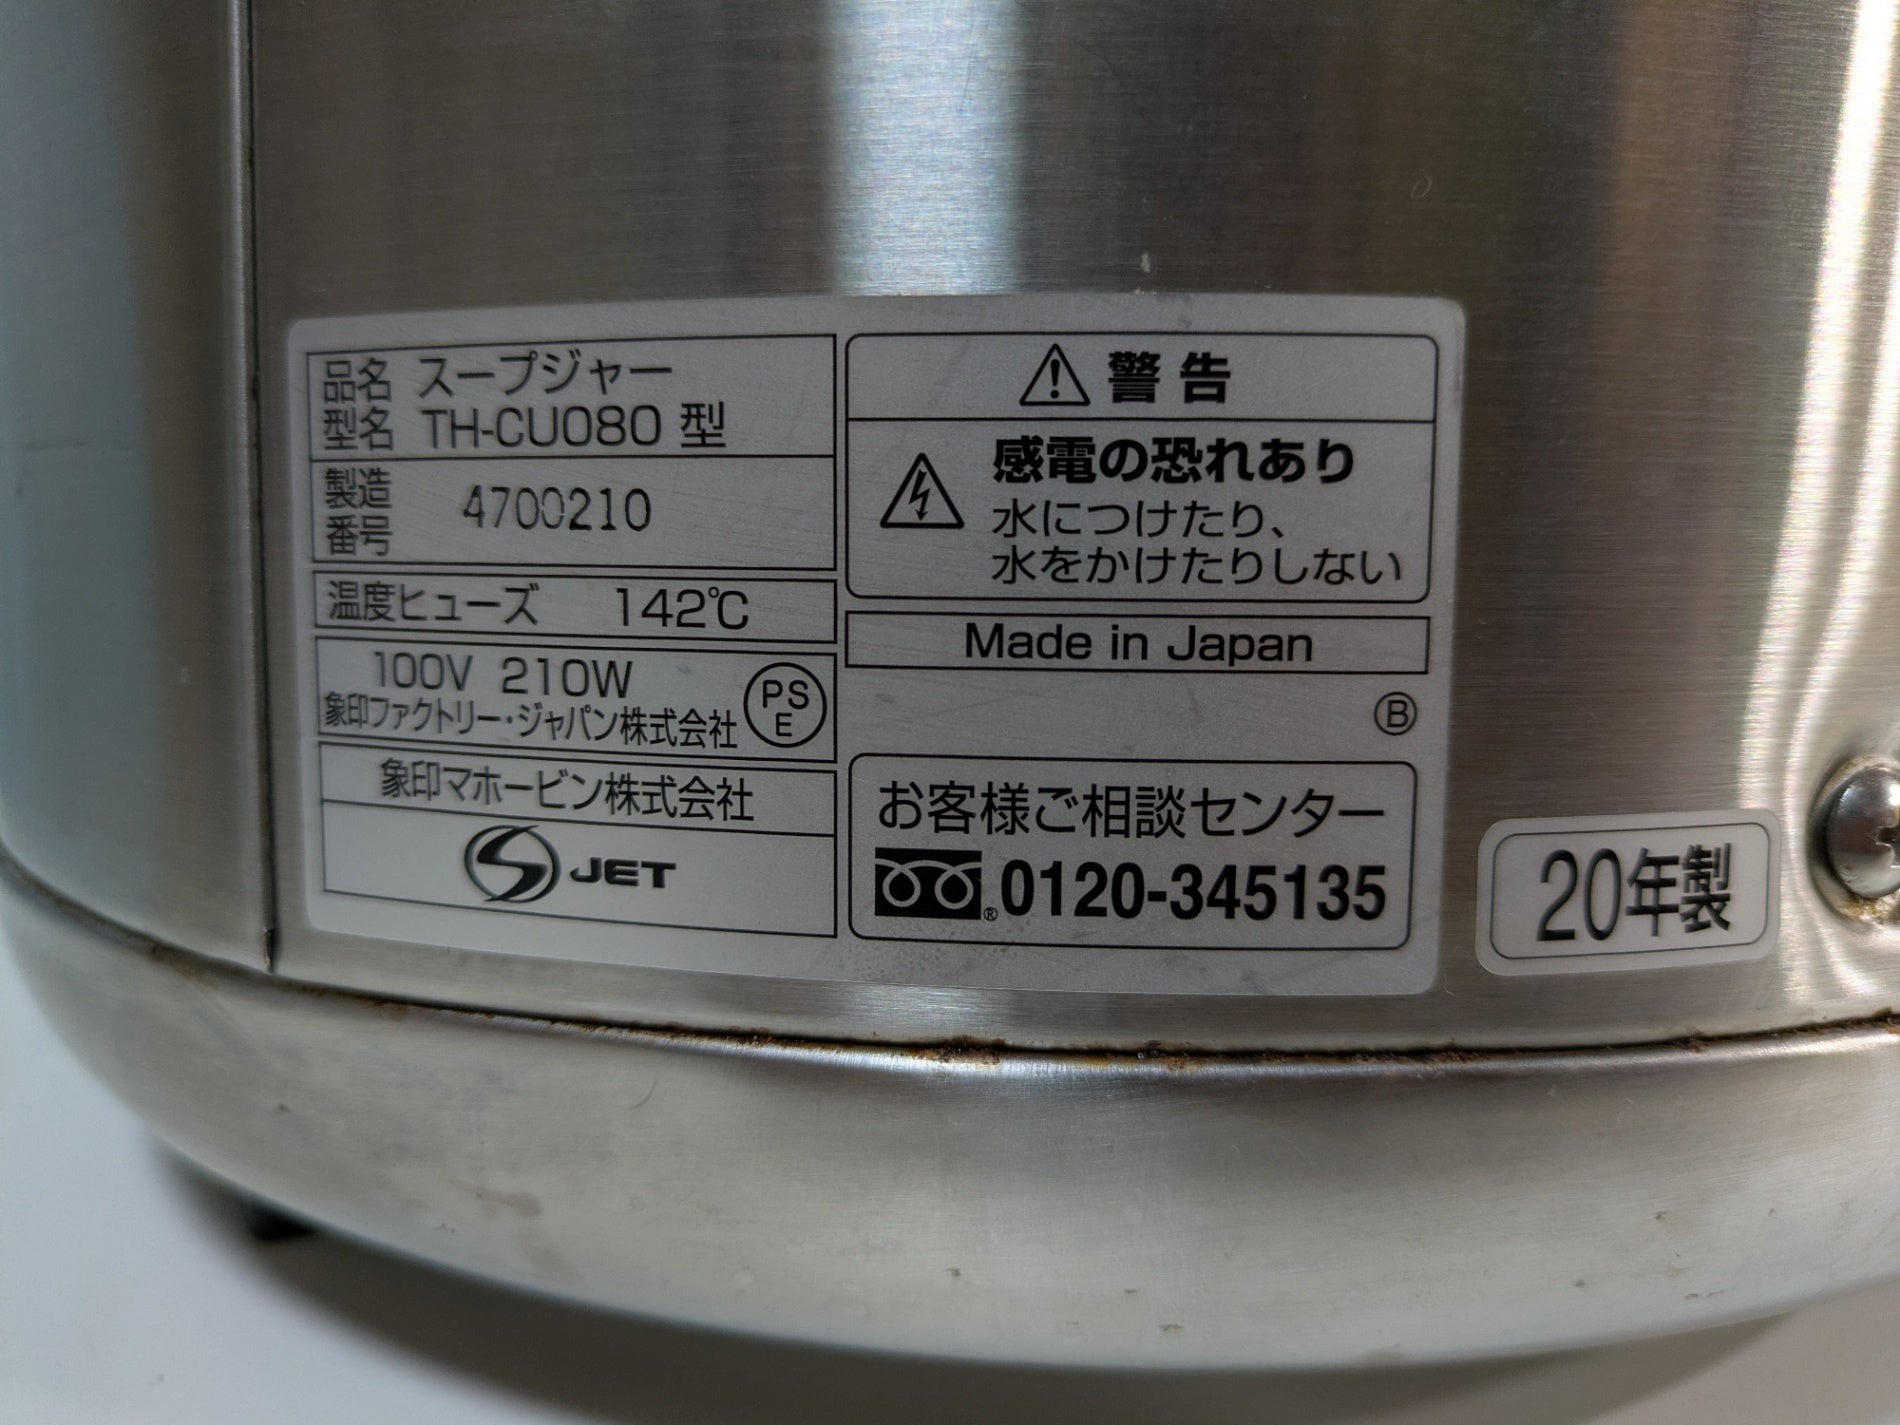 品名 スープジャー
型名 TH-CU080 型
製造
番号 4700210
温度ヒューズ 142℃
100V 210W
象印ファクトリー・ジャパン株式会社
PS
E
象印マホービン株式会社
S JET
警告
感電の恐れあり
水につけたり、
水をかけたりしない
Made in Japan
Ⓑ
お客様ご相談センター
®0120-345135
20年製